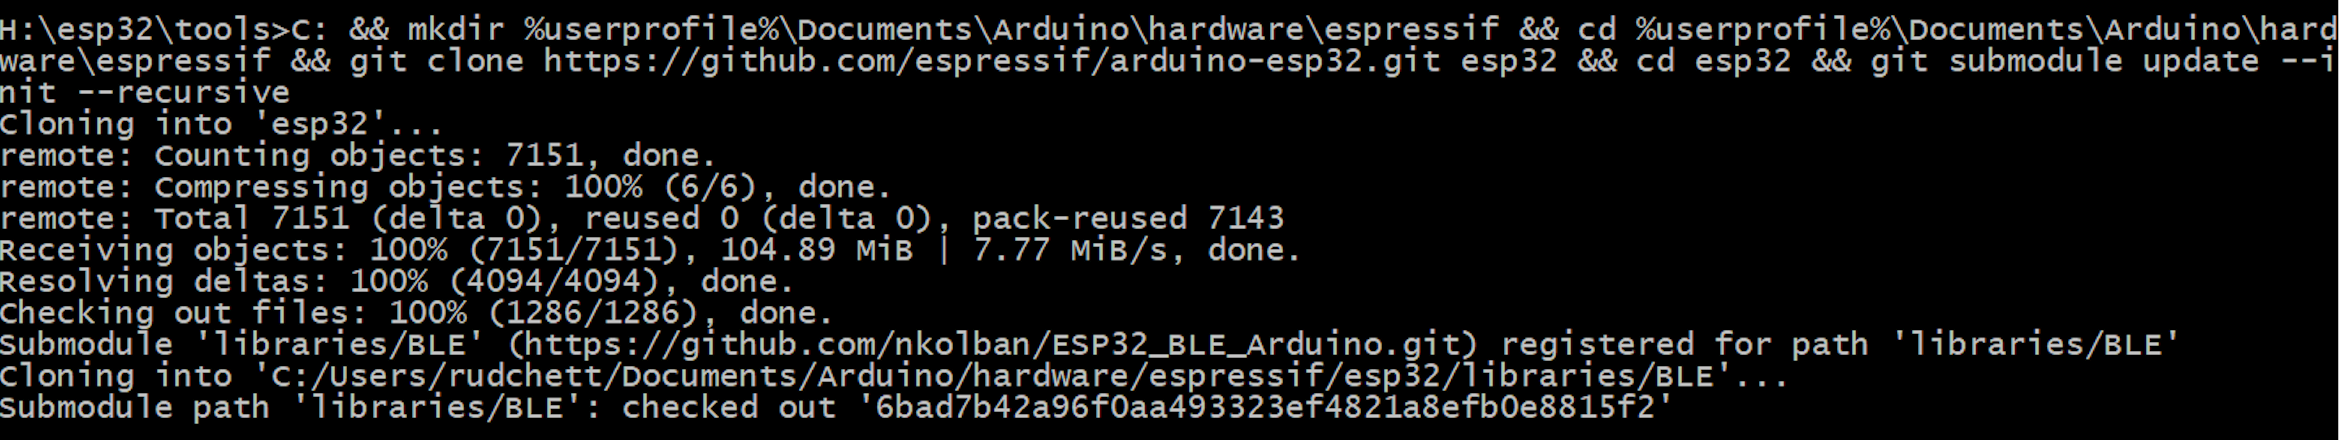 H:\esp32\tools>C: && mkdir %userprofile%\Documents\Arduino\hardware\espressif && cd %userprofile%\Documents\Arduino\hard
ware\espressif && git clone https://github.com/espressif/arduino-esp32.git esp32 && cd esp32 && git submodule update --i
nit --recursive
Cloning into 'esp32'...
remote: Counting objects: 7151, done.
remote: Compressing objects: 100% (6/6), done.
remote: Total 7151 (delta 0), reused 0 (delta 0), pack-reused 7143
Receiving objects: 100% (7151/7151), 104.89 MiB | 7.77 MiB/s, done.
Resolving deltas: 100% (4094/4094), done.
Checking out files: 100% (1286/1286), done.
Submodule 'libraries/BLE' (https://github.com/nkolban/ESP32_BLE_Arduino.git) registered for path 'libraries/BLE'
Cloning into 'C:/Users/rudchett/Documents/Arduino/hardware/espressif/esp32/libraries/BLE'...
Submodule path 'libraries/BLE': checked out '6bad7b42a96f0aa493323ef4821a8efb0e8815f2'